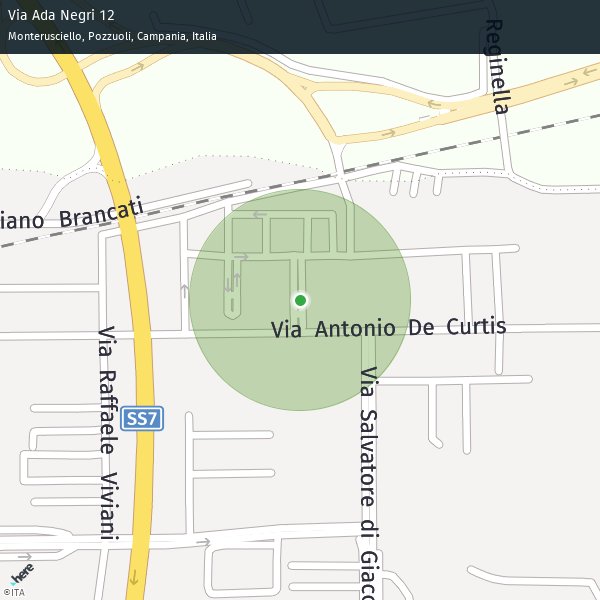 Via Ada Negri 12
Monterusciello, Pozzuoli, Campania, Italia
Reginella
iano Brancati
Via Antonio De Curtis
Via Raffaele Viviani
SS7
Via Salvatore di Giaco
here
©ITA